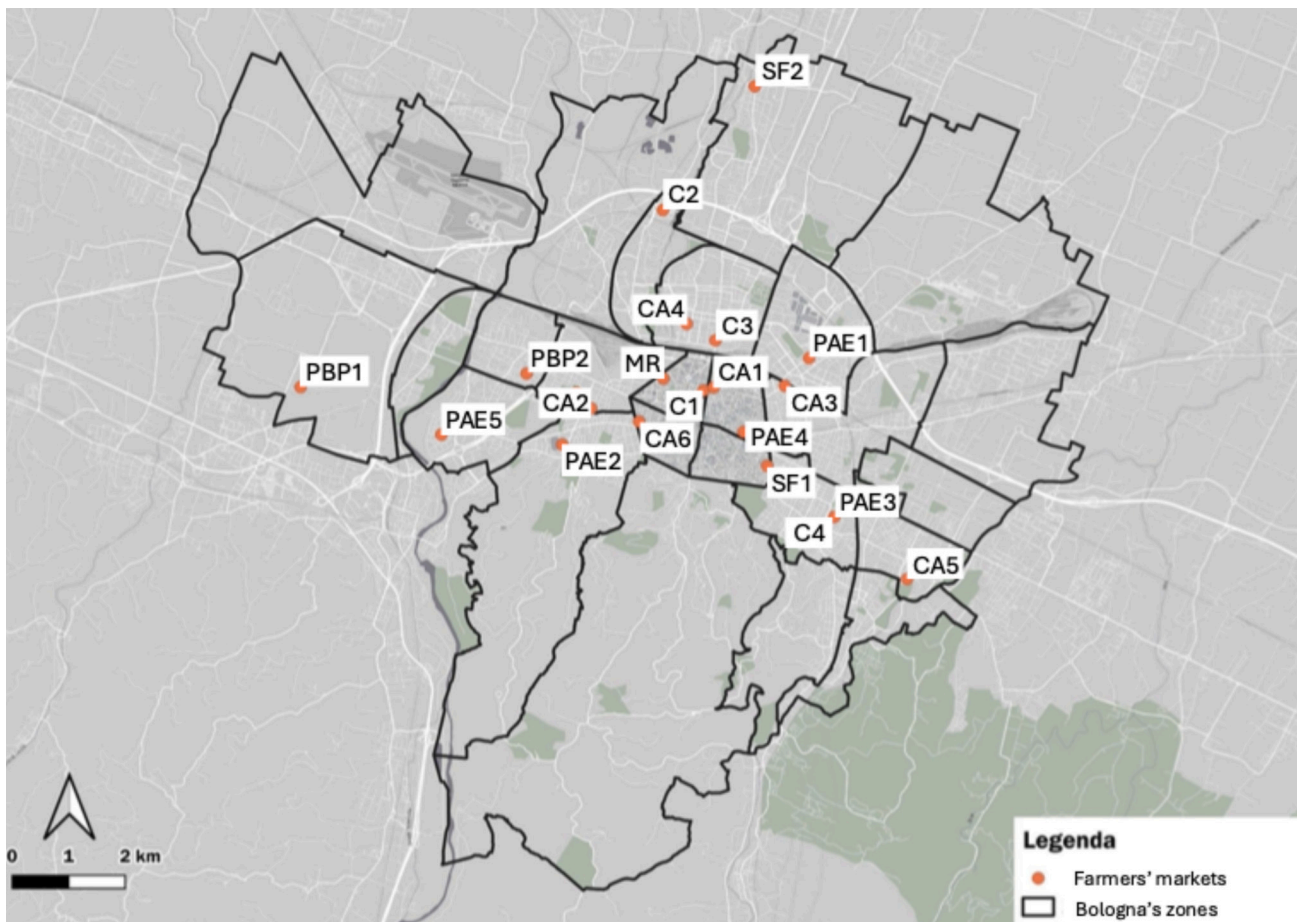 SF2
C2
CA4
C3
PAE1
MR
PBP2
CA1
PBP1
CA2
C1
CA3
PAE5
CA6
PAE4
PAE2
SF1
PAE3
C4
CA5
0 1 2 km
Legenda
Farmers' markets
Bologna's zones